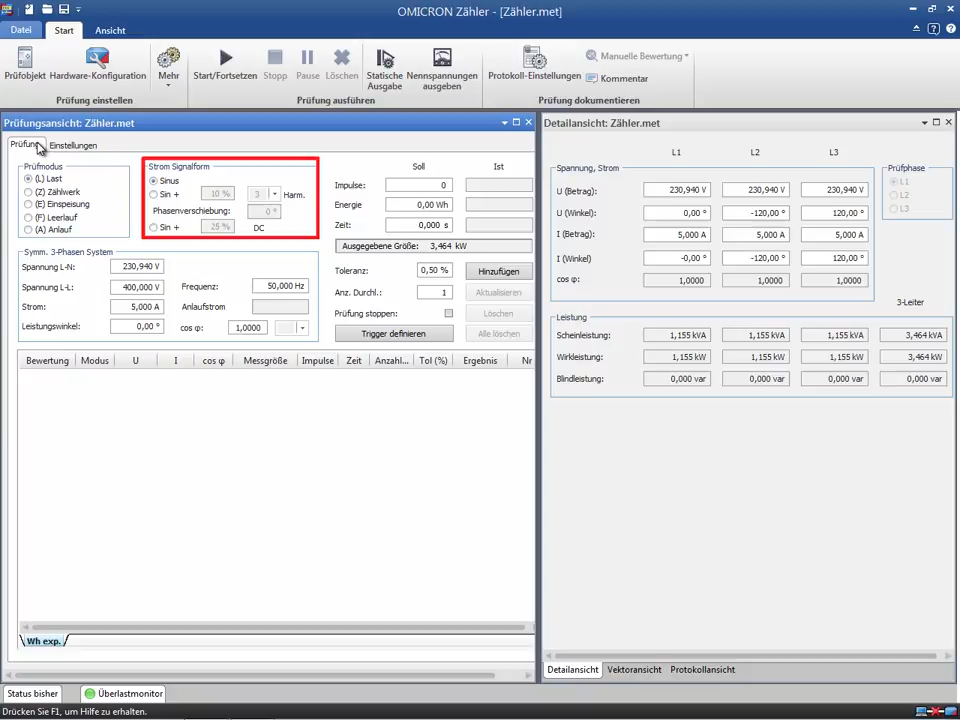 OMICRON Zähler - [Zähler.met]
Datei Start Ansicht
Prüfobjekt Hardware-Konfiguration Mehr Start/Fortsetzen Stopp Pause Löschen Statische Ausgabe Nennspannungen ausgeben Protokoll-Einstellungen Manuelle Bewertung Kommentar
Prüfung einstellen Prüfung ausführen Prüfung dokumentieren
Prüfungsansicht: Zähler.met
Prüfung Einstellungen
Prüfmodus
(L) Last
(Z) Zählwerk
(E) Einspeisung
(F) Leerlauf
(A) Anlauf
Strom Signalform
Sinus
Sin + 10 % 3 Harm.
Phasenverschiebung: 0 °
Sin + 25 % DC
Symm. 3-Phasen System
Spannung L-N: 230,940 V
Spannung L-L: 400,000 V Frequenz: 50,000 Hz
Strom: 5,000 A Anlaufstrom
Leistungswinkel: 0,00 ° cos φ: 1,0000
Soll Ist
Impulse: 0
Energie 0,00 Wh
Zeit: 0,000 s
Ausgegebene Größe: 3,464 kW
Toleranz: 0,50 % Hinzufügen
Anz. Durchl.: 1 Aktualisieren
Prüfung stoppen: Löschen
Trigger definieren Alle löschen
Bewertung Modus U I cos φ Messgröße Impulse Zeit Anzahl... Tol (%) Ergebnis Nr
Wh exp.
Detailansicht: Zähler.met
L1 L2 L3
Spannung, Strom
U (Betrag): 230,940 V 230,940 V 230,940 V
U (Winkel): 0,00 ° -120,00 ° 120,00 °
I (Betrag): 5,000 A 5,000 A 5,000 A
I (Winkel) -0,00 ° -120,00 ° 120,00 °
cos φ: 1,0000 1,0000 1,0000
Prüfphase
L1
L2
L3
3-Leiter
Leistung
Scheinleistung: 1,155 kVA 1,155 kVA 1,155 kVA 3,464 kVA
Wirkleistung: 1,155 kW 1,155 kW 1,155 kW 3,464 kW
Blindleistung: 0,000 var 0,000 var 0,000 var 0,000 var
Detailansicht Vektoransicht Protokollansicht
Status bisher Überlastmonitor
Drücken Sie F1, um Hilfe zu erhalten.